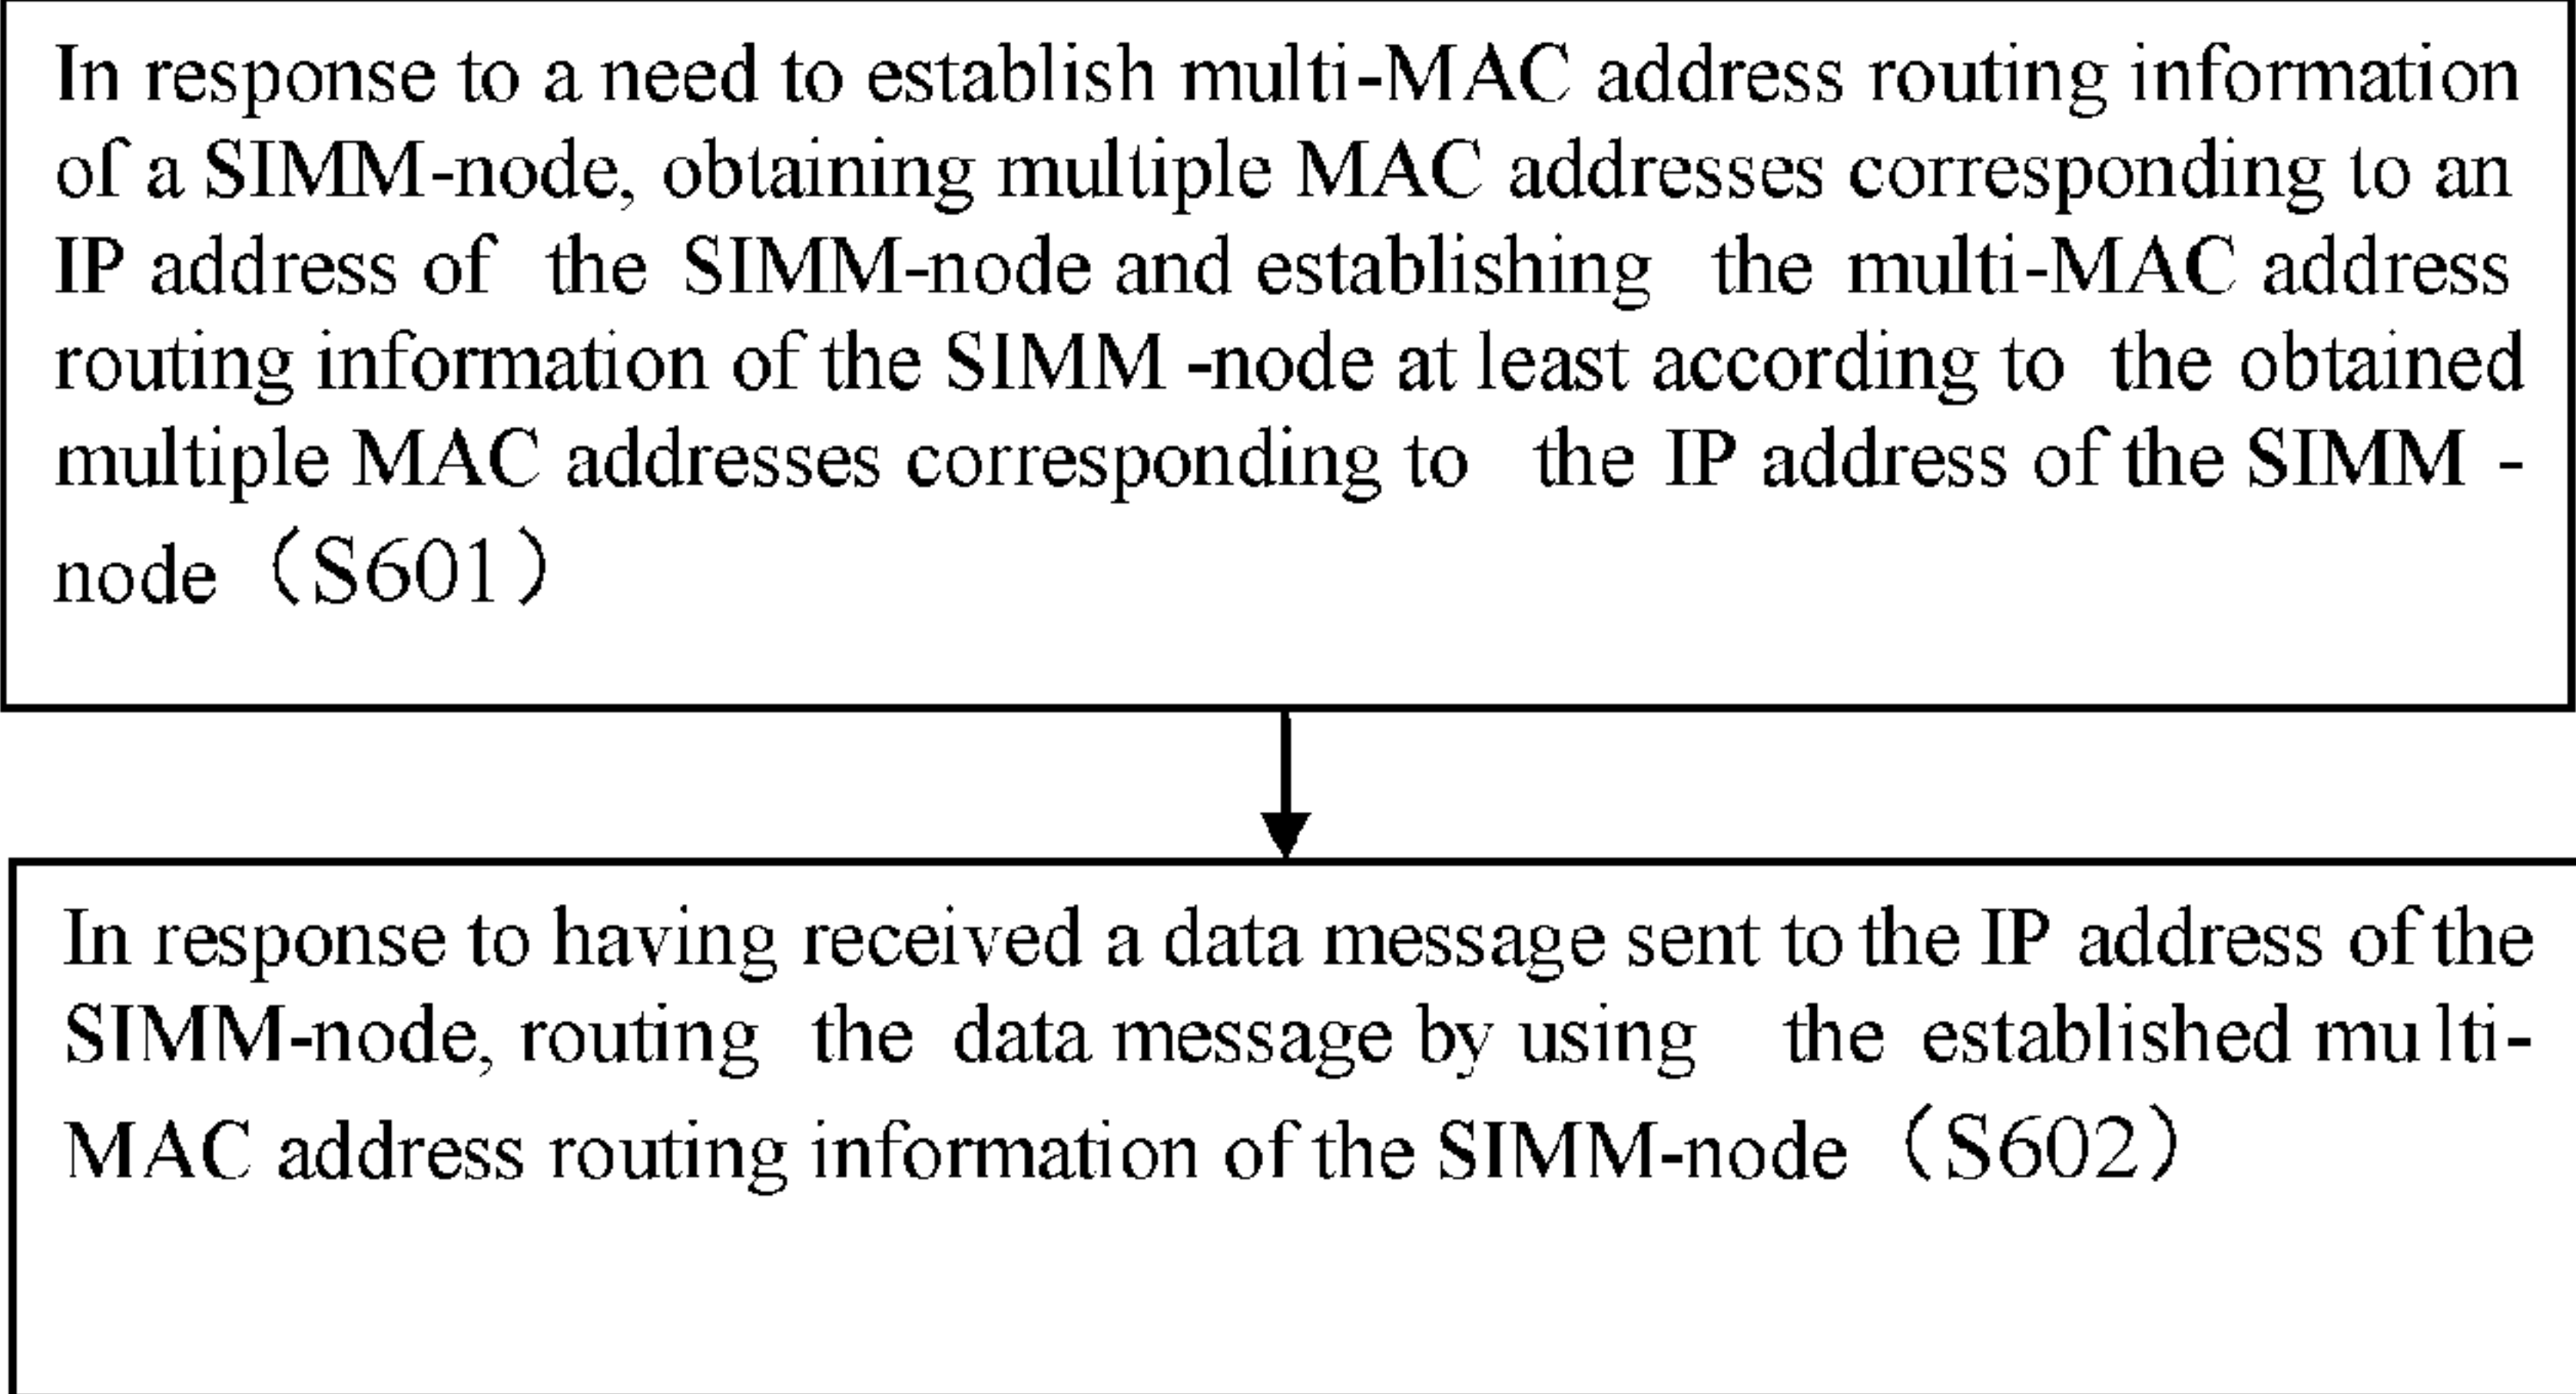 In response to a need to establish multi-MAC address routing information
of a SIMM-node, obtaining multiple MAC addresses corresponding to an
IP address of the SIMM-node and establishing the multi-MAC address
routing information of the SIMM -node at least according to the obtained
multiple MAC addresses corresponding to the IP address of the SIMM -
node（S601）
In response to having received a data message sent to the IP address of the
SIMM-node, routing the data message by using the established multi-
MAC address routing information of the SIMM-node（S602）